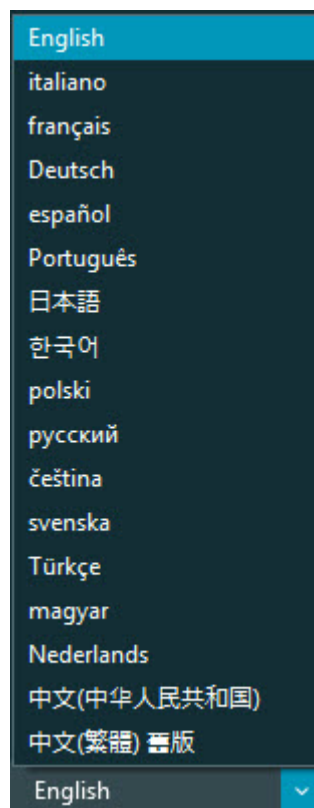 English
italiano
français
Deutsch
español
Português
日本語
한국어
polski
русский
čeština
svenska
Türkçe
magyar
Nederlands
中文(中华人民共和国)
中文(繁體) 舊版
English